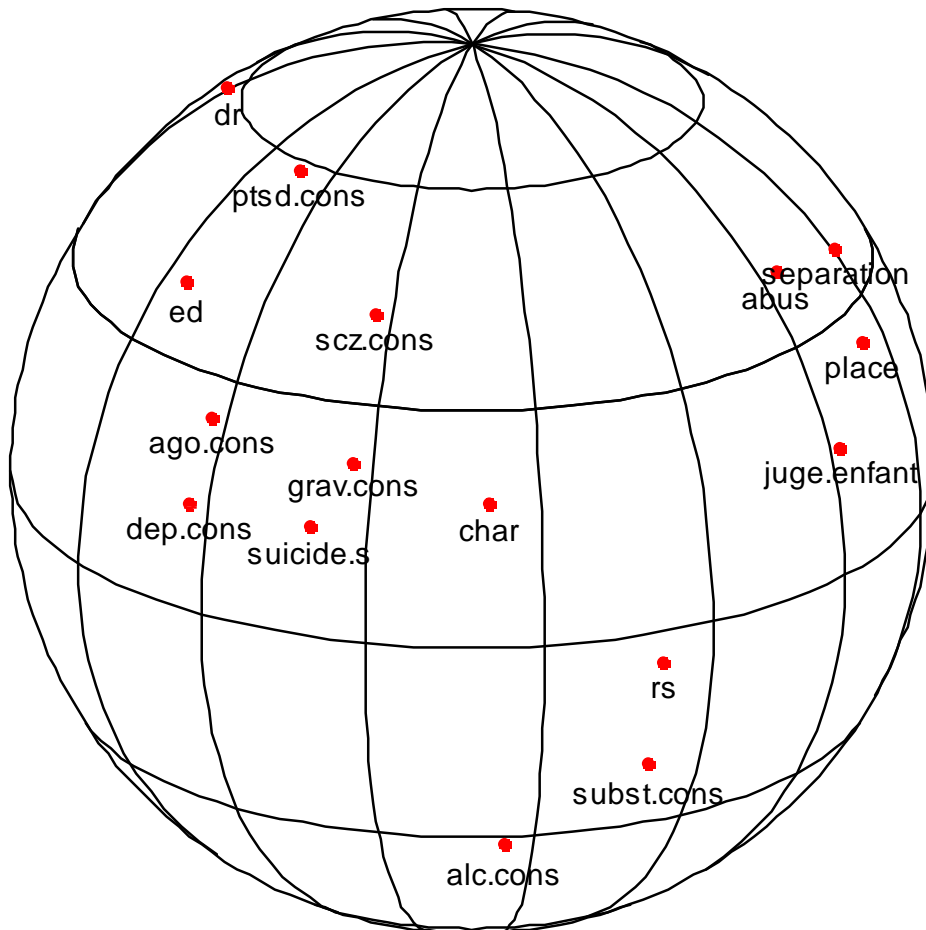 dr
ptsd.cons
separation
abus
ed
scz.cons
place
ago.cons
juge.enfant
grav.cons
dep.cons
char
suicide.s
rs
subst.cons
alc.cons